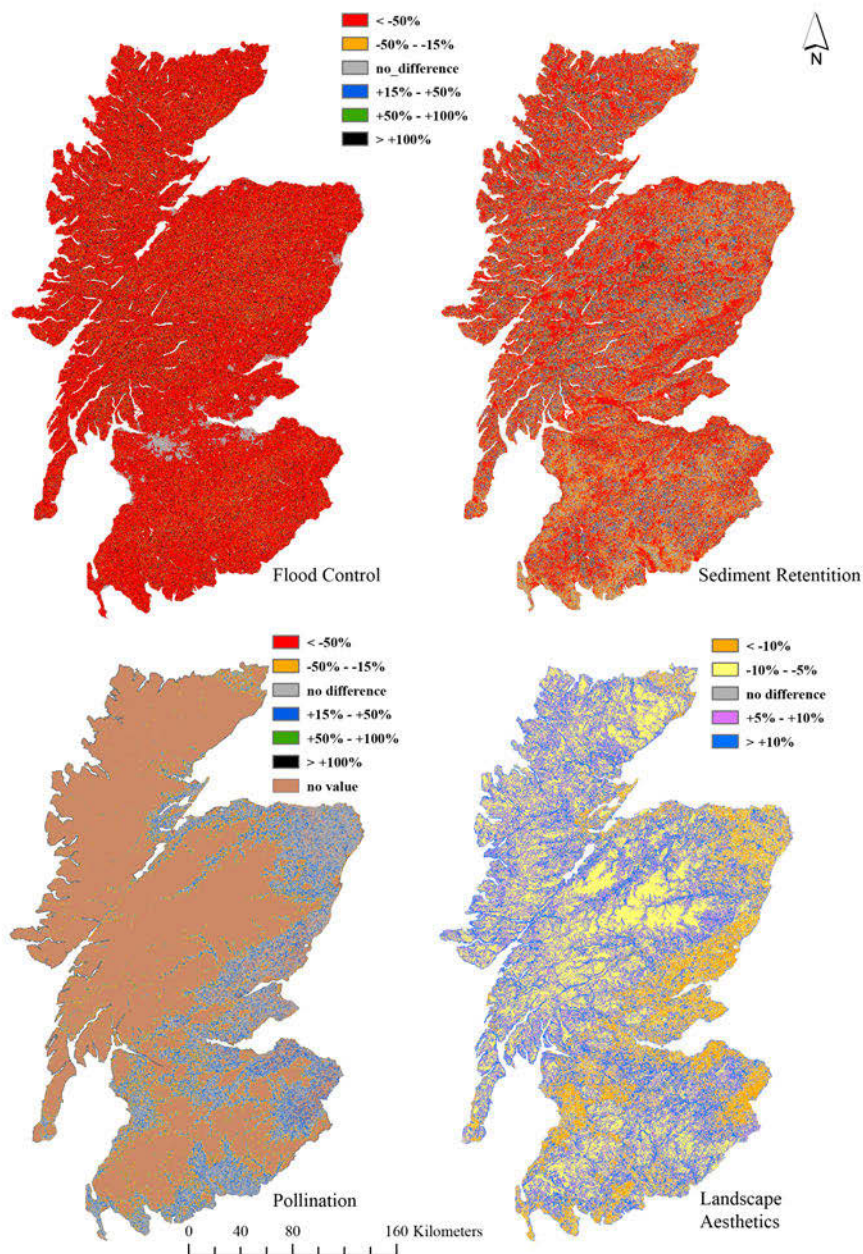 < -50%
-50% - -15%
no_difference
+15% - +50%
+50% - +100%
> +100%
N
Flood Control
Sediment Retentition
< -50%
-50% - -15%
no difference
+15% - +50%
+50% - +100%
> +100%
no value
< -10%
-10% - -5%
no difference
+5% - +10%
> +10%
Pollination
Landscape
Aesthetics
0 40 80 160 Kilometers